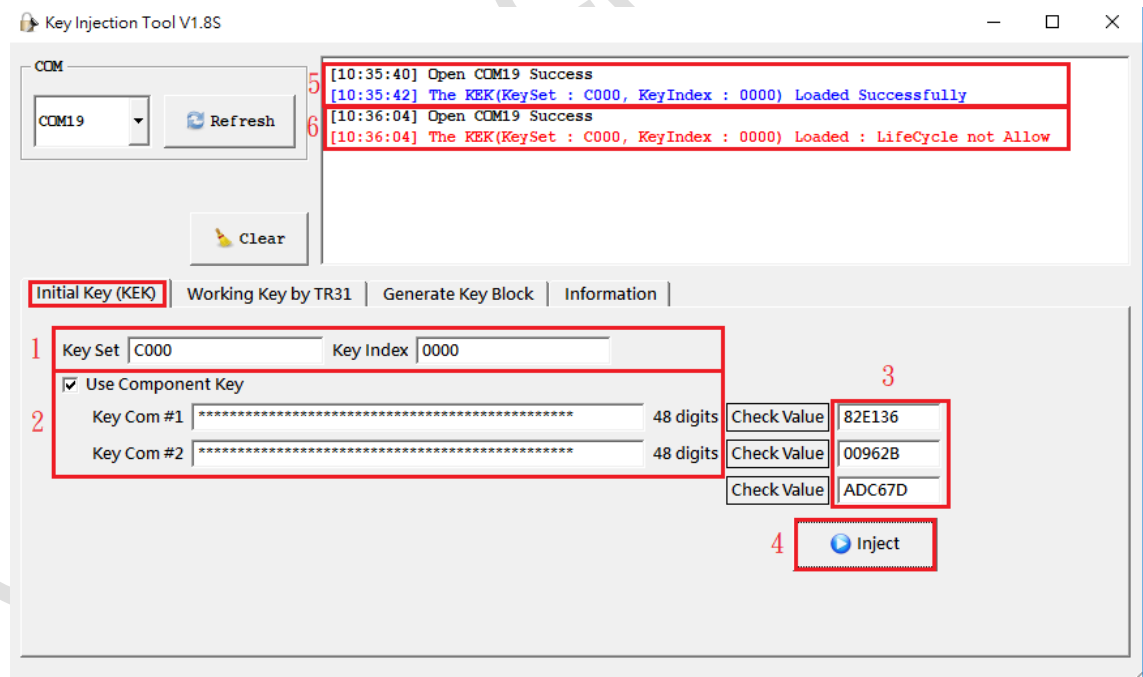 Key Injection Tool V1.8S
COM
COM19
Refresh
Clear
5
[10:35:40] Open COM19 Success
[10:35:42] The KEK(KeySet : C000, KeyIndex : 0000) Loaded Successfully
6
[10:36:04] Open COM19 Success
[10:36:04] The KEK(KeySet : C000, KeyIndex : 0000) Loaded : LifeCycle not Allow
Initial Key (KEK) Working Key by TR31 Generate Key Block Information
1 Key Set C000 Key Index 0000
2 Use Component Key
Key Com #1 ************************************************ 48 digits Check Value 82E136
Key Com #2 ************************************************ 48 digits Check Value 00962B
Check Value ADC67D
3
4 Inject